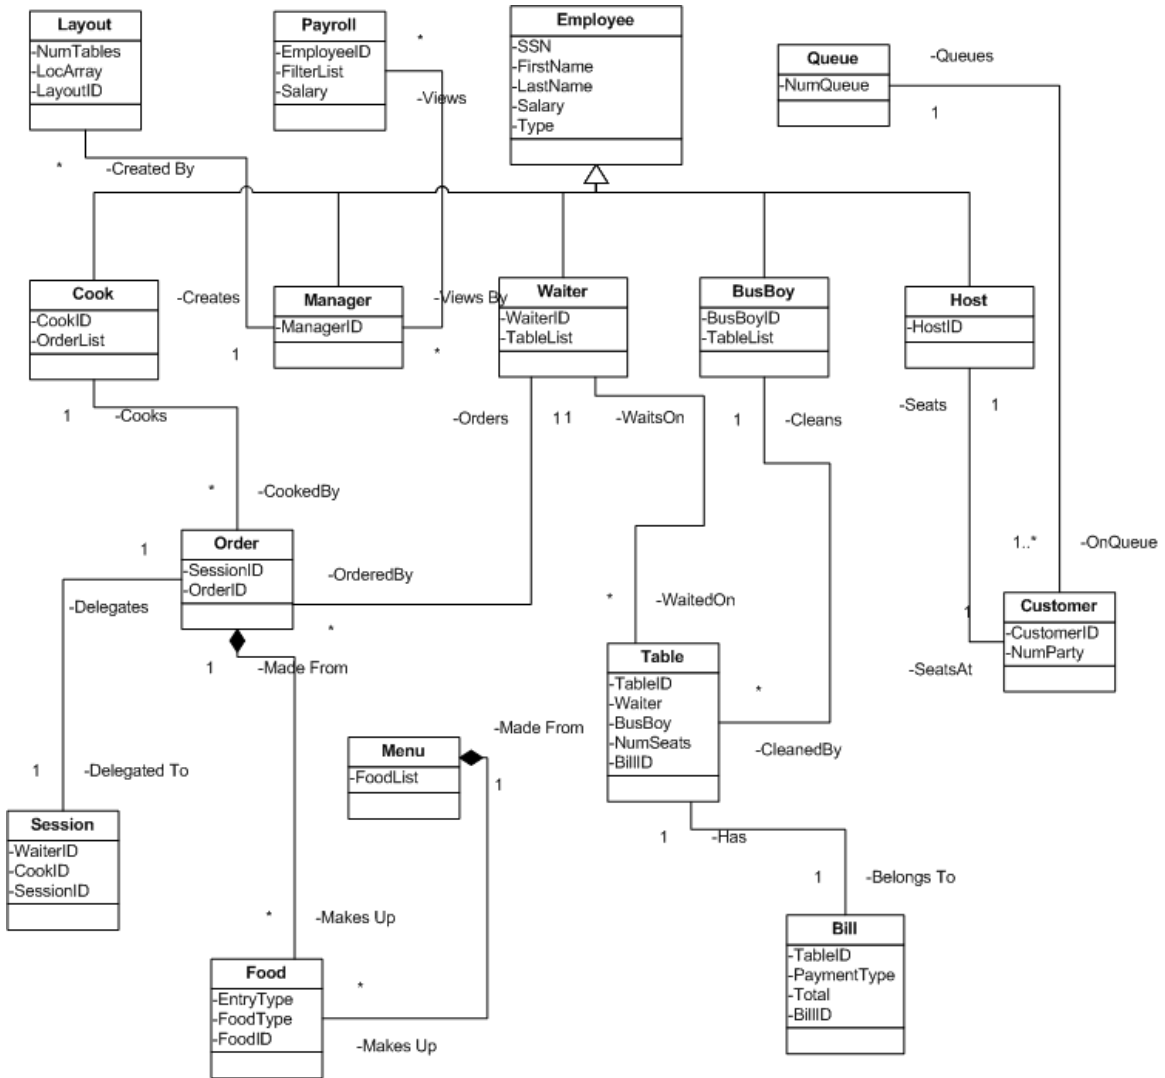 Layout
-NumTables
-LocArray
-LayoutID
Payroll
-EmployeeID
-FilterList
-Salary
*
-Views
Employee
-SSN
-FirstName
-LastName
-Salary
-Type
Queue
-NumQueue
-Queues
1
*
-Created By
Cook
-CookID
-OrderList
-Creates
1
Manager
-ManagerID
-Views By
*
Waiter
-WaiterID
-TableList
BusBoy
-BusBoyID
-TableList
Host
-HostID
1
-Cooks
-Orders
1
1
-WaitsOn
1
-Cleans
-Seats
1
*
-CookedBy
1
Order
-SessionID
-OrderID
-OrderedBy
*
-Delegates
1
-Made From
*
-WaitedOn
1..*
-OnQueue
1
Customer
-CustomerID
-NumParty
-SeatsAt
Table
-TableID
-Waiter
-BusBoy
-NumSeats
-BillID
*
-CleanedBy
Menu
-FoodList
-Made From
1
1
-Delegated To
Session
-WaiterID
-CookID
-SessionID
1
-Has
1
-Belongs To
*
-Makes Up
Food
-EntryType
-FoodType
-FoodID
*
-Makes Up
Bill
-TableID
-PaymentType
-Total
-BillID